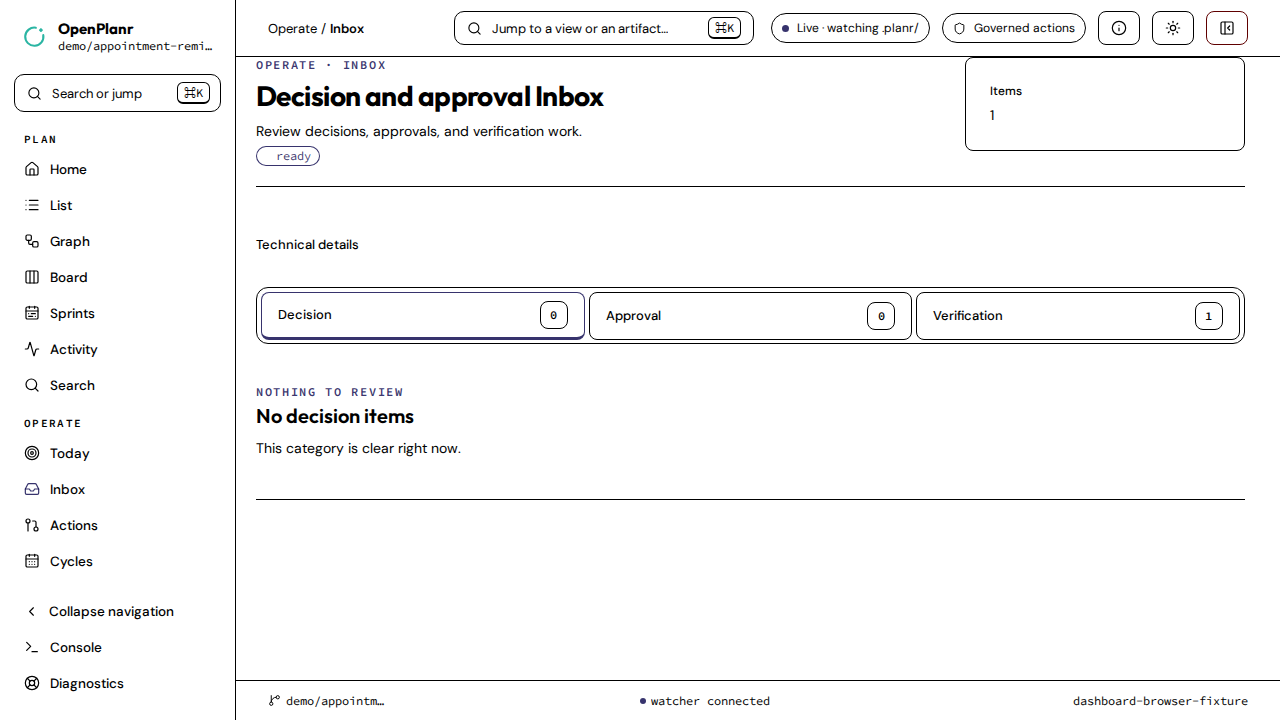 OpenPlanr
demo/appointment-remi…
Search or jump
⌘K
PLAN
Home
List
Graph
Board
Sprints
Activity
Search
OPERATE
Today
Inbox
Actions
Cycles
Collapse navigation
Console
Diagnostics
Operate / Inbox
Jump to a view or an artifact…
⌘K
Live · watching .planr/
Governed actions
OPERATE · INBOX
Decision and approval Inbox
Review decisions, approvals, and verification work.
ready
Items
1
Technical details
Decision 0
Approval 0
Verification 1
NOTHING TO REVIEW
No decision items
This category is clear right now.
demo/appointm…
watcher connected
dashboard-browser-fixture